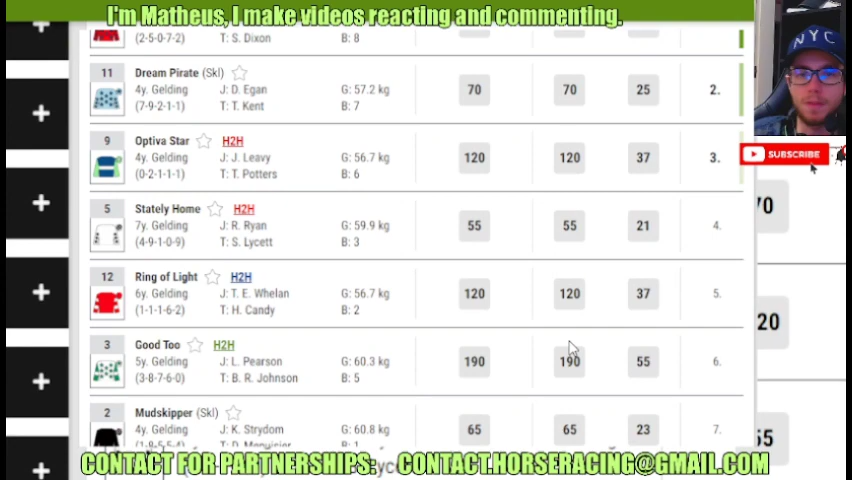 I'm Matheus, I make videos reacting and commenting.
(2-5-0-7-2) T: S. Dixon B: 8
11 Dream Pirate (Skl)
4y. Gelding J: D. Egan G: 57.2 kg 70 70 25 2.
(7-9-2-1-1) T: T. Kent B: 7
9 Optiva Star H2H
4y. Gelding J: J. Leavy G: 56.7 kg 120 120 37 3.
(0-2-1-1-1) T: T. Potters B: 6
5 Stately Home H2H
7y. Gelding J: R. Ryan G: 59.9 kg 55 55 21 4.
(4-9-1-0-9) T: S. Lycett B: 3
12 Ring of Light H2H
6y. Gelding J: T. E. Whelan G: 56.7 kg 120 120 37 5.
(1-1-1-6-2) T: H. Candy B: 2
3 Good Too H2H
5y. Gelding J: L. Pearson G: 60.3 kg 190 190 55 6.
(3-8-7-6-0) T: B. R. Johnson B: 5
2 Mudskipper (Skl)
4y. Gelding J: K. Strydom G: 60.8 kg 65 65 23 7.
NYC
SUBSCRIBE
70
20
55
CONTACT FOR PARTNERSHIPS: CONTACT.HORSERACING@GMAIL.COM